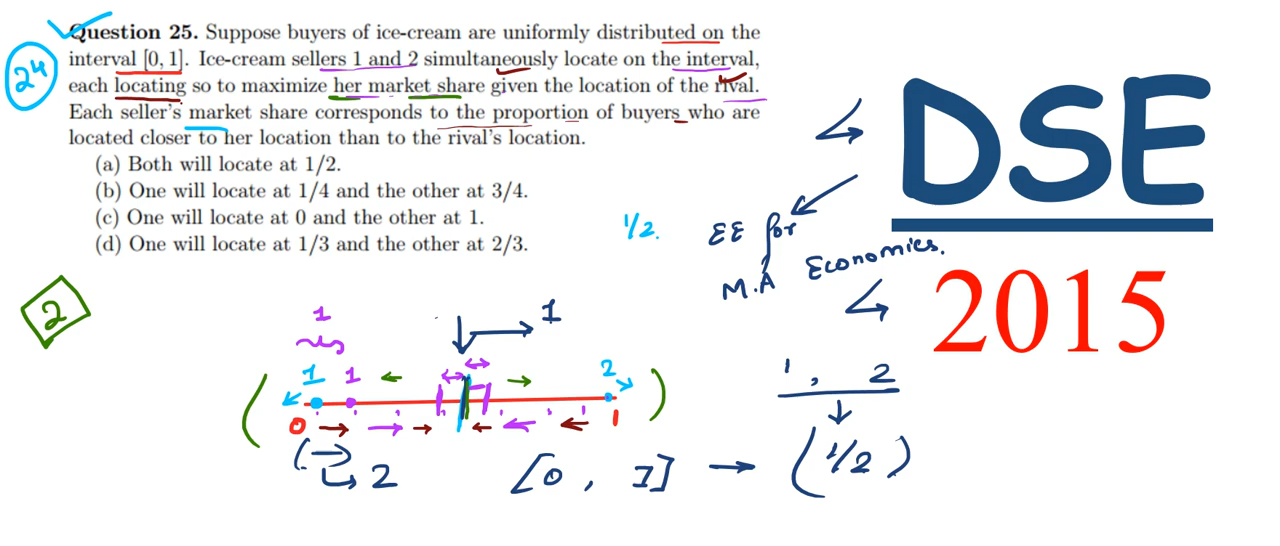 Question 25. Suppose buyers of ice-cream are uniformly distributed on the
interval [0, 1]. Ice-cream sellers 1 and 2 simultaneously locate on the interval,
each locating so to maximize her market share given the location of the rival.
Each seller's market share corresponds to the proportion of buyers who are
located closer to her location than to the rival's location.
(a) Both will locate at 1/2.
(b) One will locate at 1/4 and the other at 3/4.
(c) One will locate at 0 and the other at 1.
(d) One will locate at 1/3 and the other at 2/3.
24
1/2.
DSE
EE for
M.A Economics.
2015
2
1
1
1 1 2
0 1
2
[0, 1] → (1/2)
1, 2